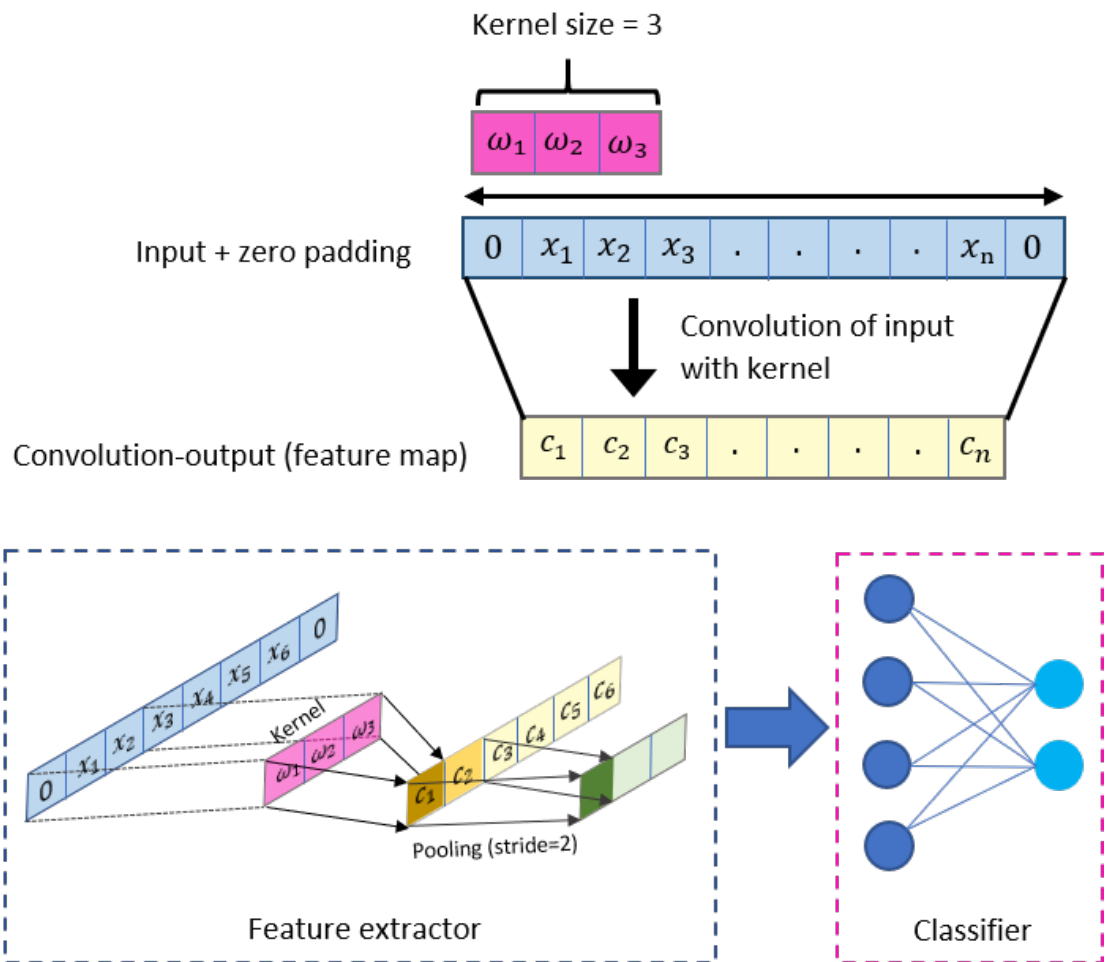 Kernel size = 3
ω₁ ω₂ ω₃
Input + zero padding
0 x₁ x₂ x₃ . . . . xₙ 0
Convolution of input
with kernel
Convolution-output (feature map)
c₁ c₂ c₃ . . . . cₙ
0 x₁ x₂ x₃ x₄ x₅ x₆ 0
Kernel
ω₁ ω₂ ω₃
c₁ c₂ c₃ c₄ c₅ c₆
Pooling (stride=2)
Feature extractor
Classifier